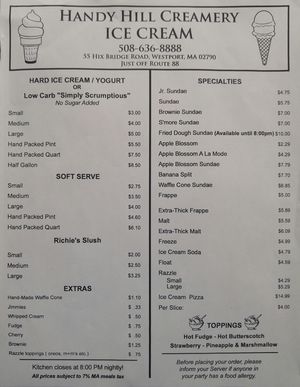 HANDY HILL CREAMERY
ICE CREAM
508-636-8888
55 HIX BRIDGE ROAD, WESTPORT, MA 02790
JUST OFF ROUTE 88
HARD ICE CREAM / YOGURT
OR
Low Carb "Simply Scrumptious"
No Sugar Added
Small $3.00
Medium $4.00
Large $5.00
Hand Packed Pint $5.50
Hand Packed Quart $7.50
Half Gallon $8.50
SOFT SERVE
Small $2.75
Medium $3.50
Large $4.00
Hand Packed Pint $4.60
Hand Packed Quart $6.10
Richie's Slush
Small $2.00
Medium $2.50
Large $3.25
EXTRAS
Hand-Made Waffle Cone $1.10
Jimmies $ .33
Whipped Cream $ .50
Fudge $ .75
Cherry $ .50
Brownie $1.25
Razzle toppings ( oreos, m+m's etc.) $ .75
Kitchen closes at 8:00 PM nightly!
All prices subject to 7% MA meals tax
SPECIALTIES
Jr. Sundae $4.75
Sundae $5.75
Brownie Sundae $7.00
S'more Sundae $7.00
Fried Dough Sundae (Available until 8:00pm) $10.00
Apple Blossom $2.29
Apple Blossom A La Mode $4.29
Apple Blossom Sundae $7.79
Banana Split $7.70
Waffle Cone Sundae $6.85
Frappe $5.00
Extra-Thick Frappe $5.89
Malt $5.59
Extra-Thick Malt $6.09
Freeze $4.99
Ice Cream Soda $4.79
Float $4.59
Razzle
Small $4.29
Large $5.29
Ice Cream Pizza $14.99
Per Slice: $4.00
TOPPINGS
Hot Fudge - Hot Butterscotch
Strawberry - Pineapple & Marshmallow
Before placing your order, please
inform your Server if anyone in
your party has a food allergy.